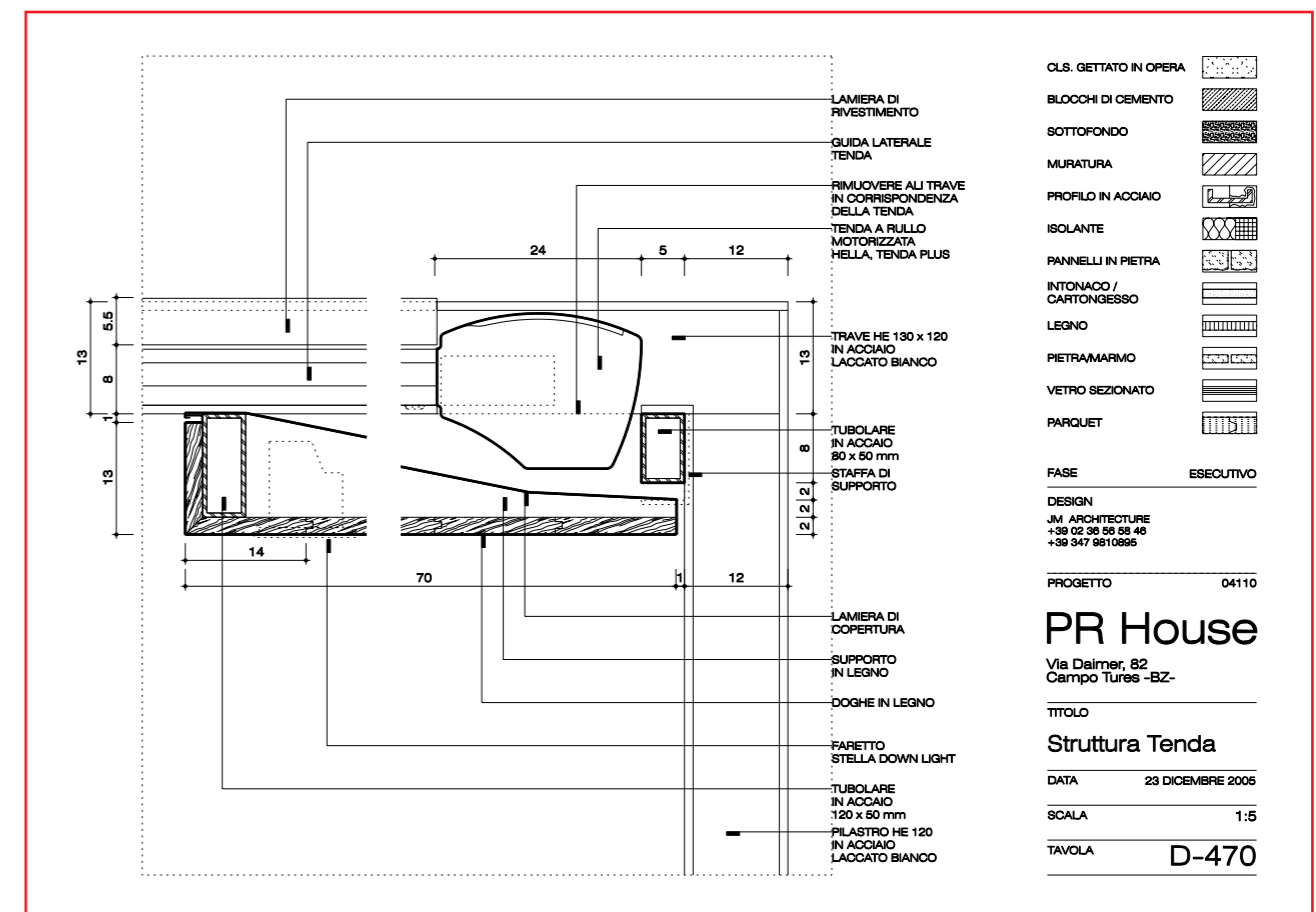 LAMIERA DI
RIVESTIMENTO
GUIDA LATERALE
TENDA
RIMUOVERE ALI TRAVE
IN CORRISPONDENZA
DELLA TENDA
TENDA A RULLO
MOTORIZZATA
HELLA, TENDA PLUS
24
5
12
13
5.5
8
1
13
TRAVE HE 130 x 120
IN ACCIAIO
LACCATO BIANCO
13
8
2
2
2
TUBOLARE
IN ACCAIO
80 x 50 mm
STAFFA DI
SUPPORTO
14
70
1
12
LAMIERA DI
COPERTURA
SUPPORTO
IN LEGNO
DOGHE IN LEGNO
FARETTO
STELLA DOWN LIGHT
TUBOLARE
IN ACCAIO
120 x 50 mm
PILASTRO HE 120
IN ACCIAIO
LACCATO BIANCO
CLS. GETTATO IN OPERA
BLOCCHI DI CEMENTO
SOTTOFONDO
MURATURA
PROFILO IN ACCIAIO
ISOLANTE
PANNELLI IN PIETRA
INTONACO /
CARTONGESSO
LEGNO
PIETRA/MARMO
VETRO SEZIONATO
PARQUET
FASE ESECUTIVO
DESIGN
JM ARCHITECTURE
+39 02 36 56 58 46
+39 347 9810895
PROGETTO 04110
PR House
Via Daimer, 82
Campo Tures -BZ-
TITOLO
Struttura Tenda
DATA 23 DICEMBRE 2005
SCALA 1:5
TAVOLA D-470